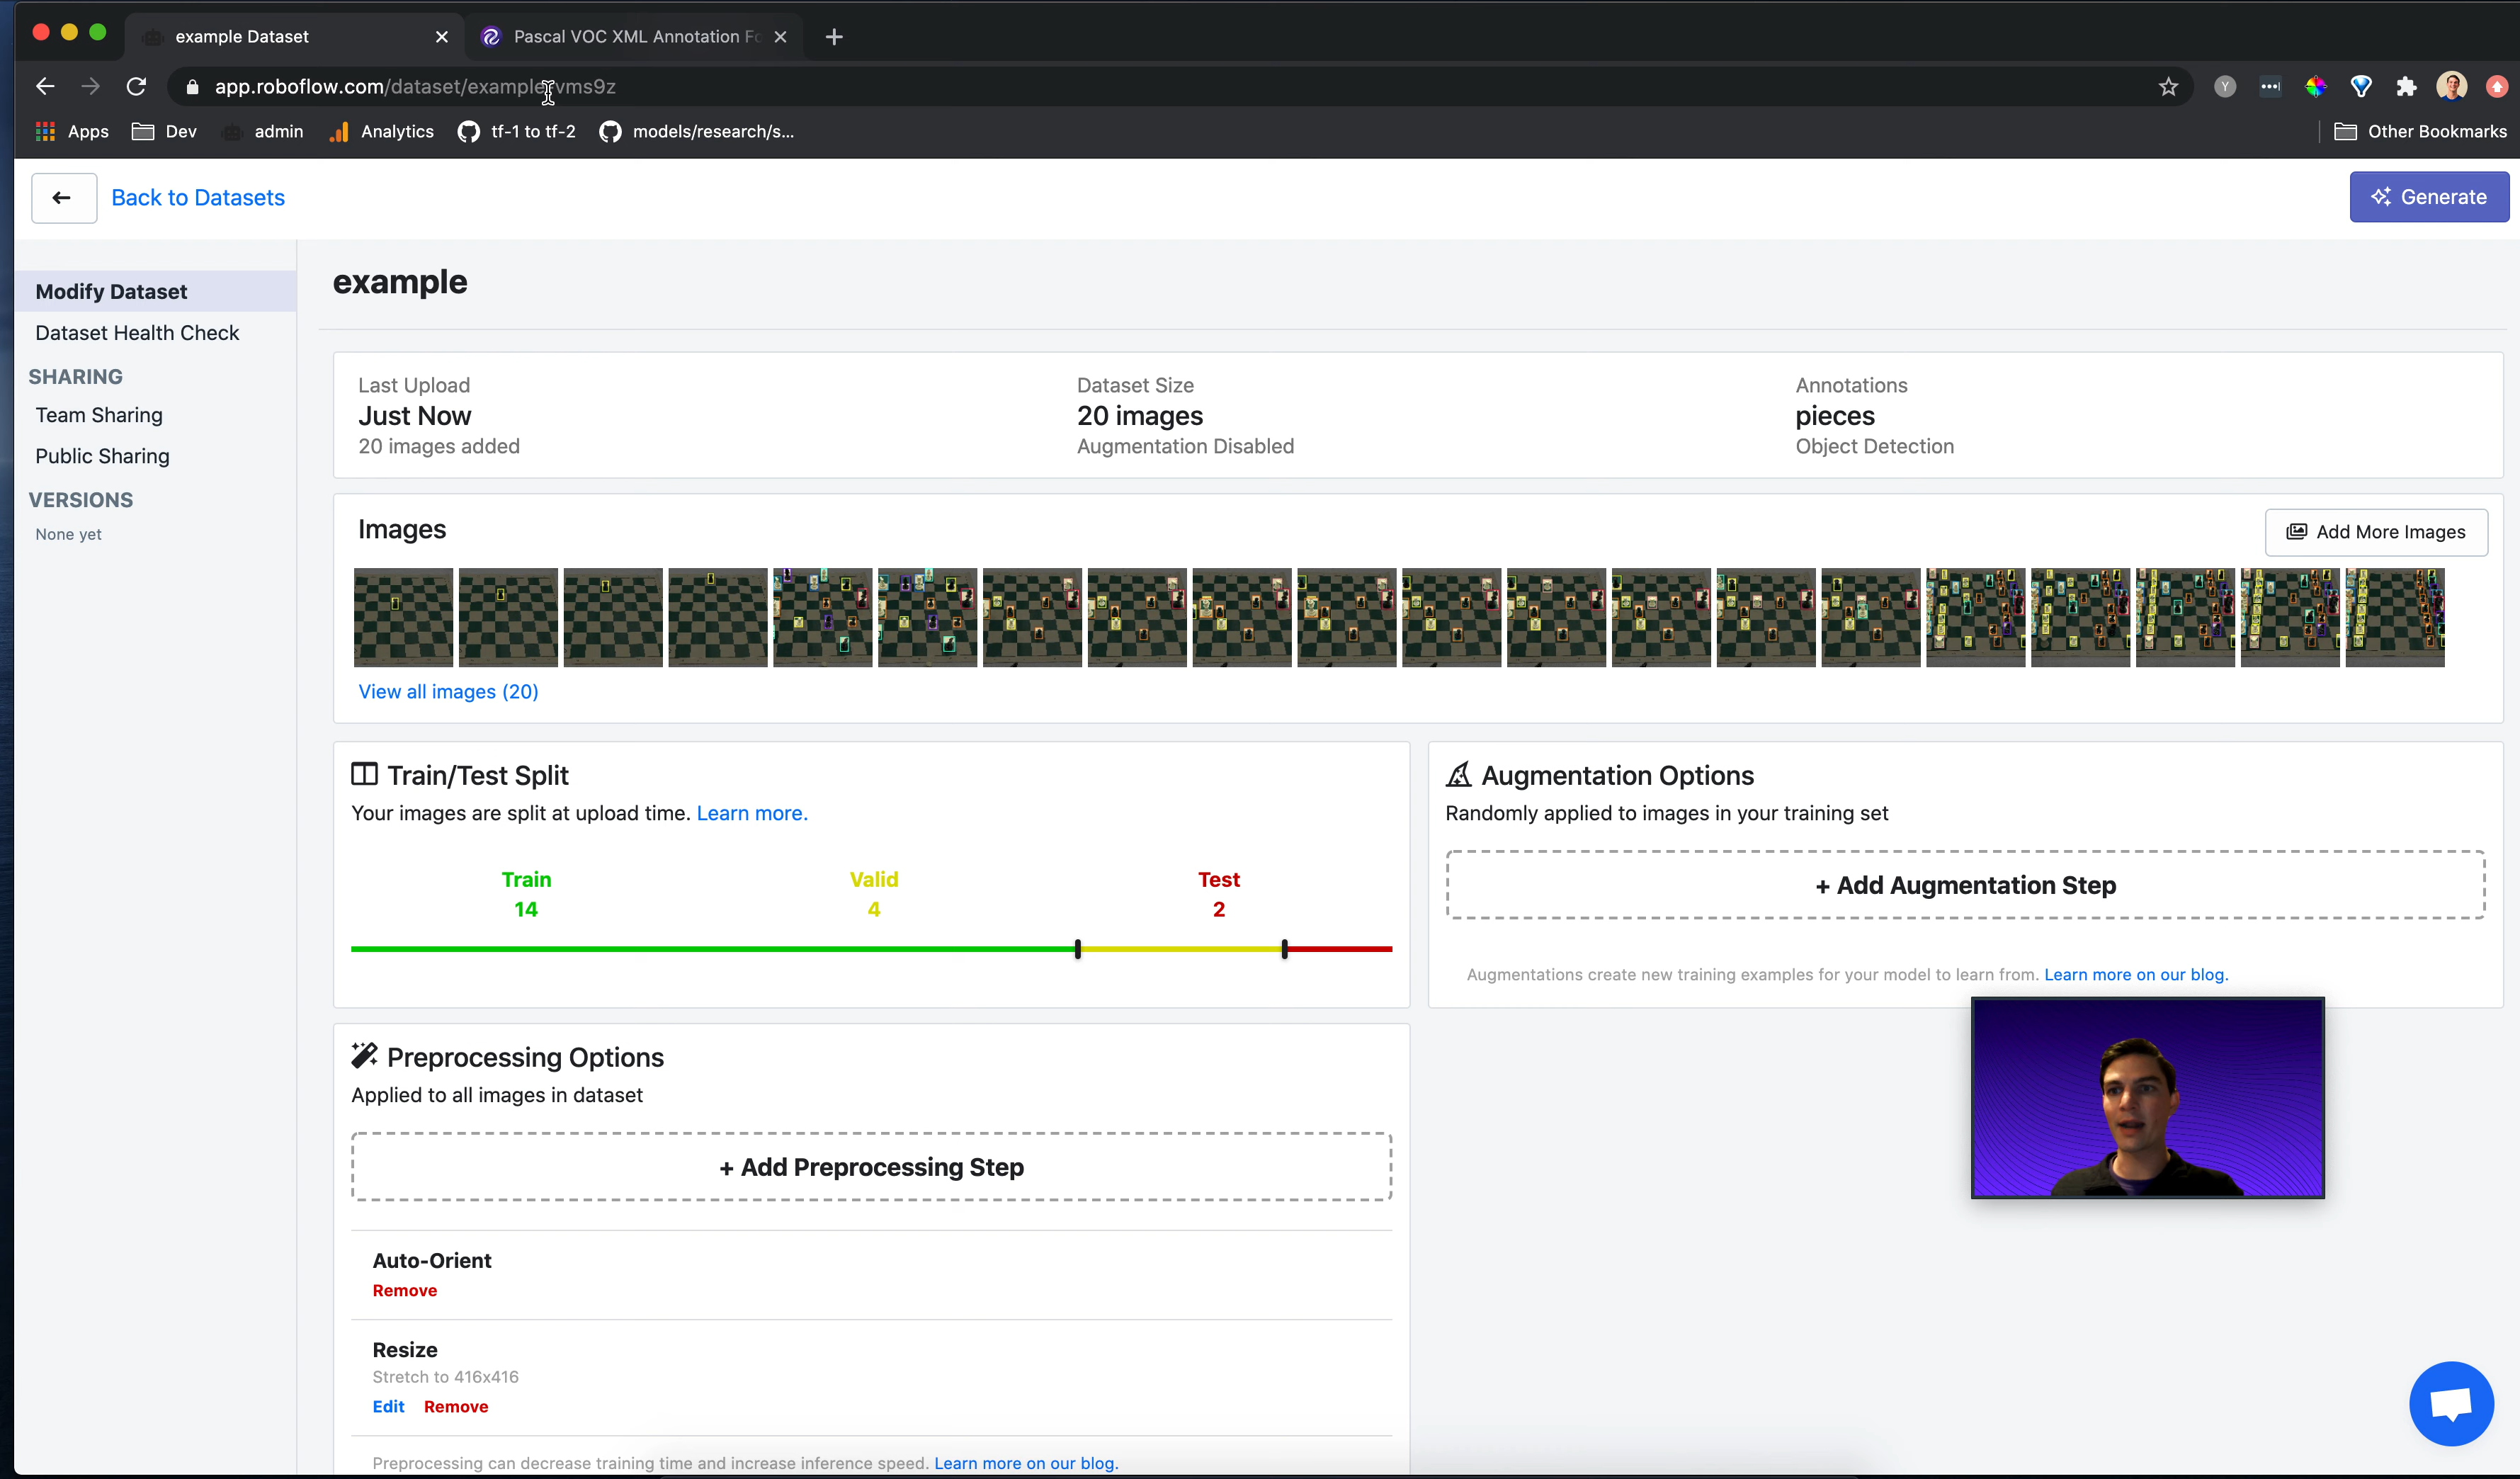 example Dataset
Pascal VOC XML Annotation Fo
app.roboflow.com/dataset/example-vms9z
Y
Apps
Dev
admin
Analytics
tf-1 to tf-2
models/research/s...
Other Bookmarks
Back to Datasets
Generate
Modify Dataset
Dataset Health Check
SHARING
Team Sharing
Public Sharing
VERSIONS
None yet
example
Last Upload
Just Now
20 images added
Dataset Size
20 images
Augmentation Disabled
Annotations
pieces
Object Detection
Images
Add More Images
View all images (20)
Train/Test Split
Your images are split at upload time. Learn more.
Train
14
Valid
4
Test
2
Augmentation Options
Randomly applied to images in your training set
+ Add Augmentation Step
Augmentations create new training examples for your model to learn from. Learn more on our blog.
Preprocessing Options
Applied to all images in dataset
+ Add Preprocessing Step
Auto-Orient
Remove
Resize
Stretch to 416x416
Edit Remove
Preprocessing can decrease training time and increase inference speed. Learn more on our blog.